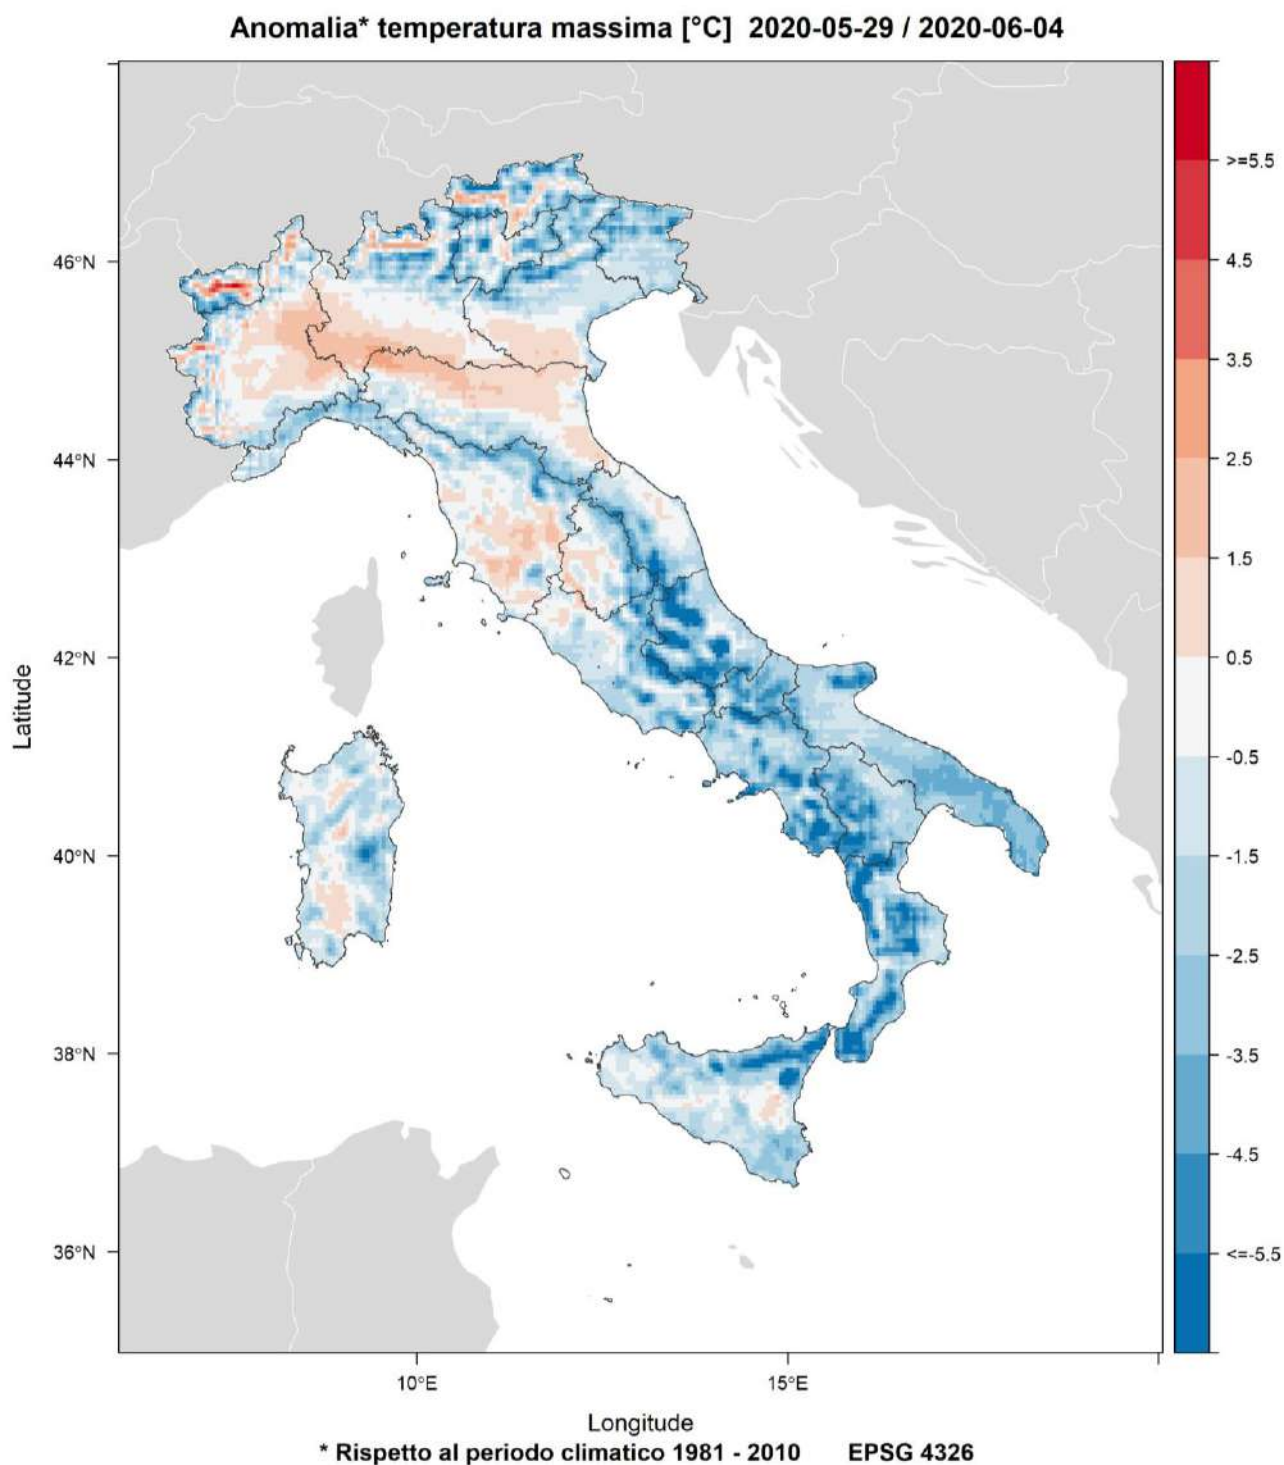 Anomalia* temperatura massima [°C] 2020-05-29 / 2020-06-04
>=5.5
4.5
3.5
2.5
1.5
0.5
-0.5
-1.5
-2.5
-3.5
-4.5
<=-5.5
46°N
44°N
42°N
40°N
38°N
36°N
Latitude
10°E
15°E
Longitude
* Rispetto al periodo climatico 1981 - 2010 EPSG 4326